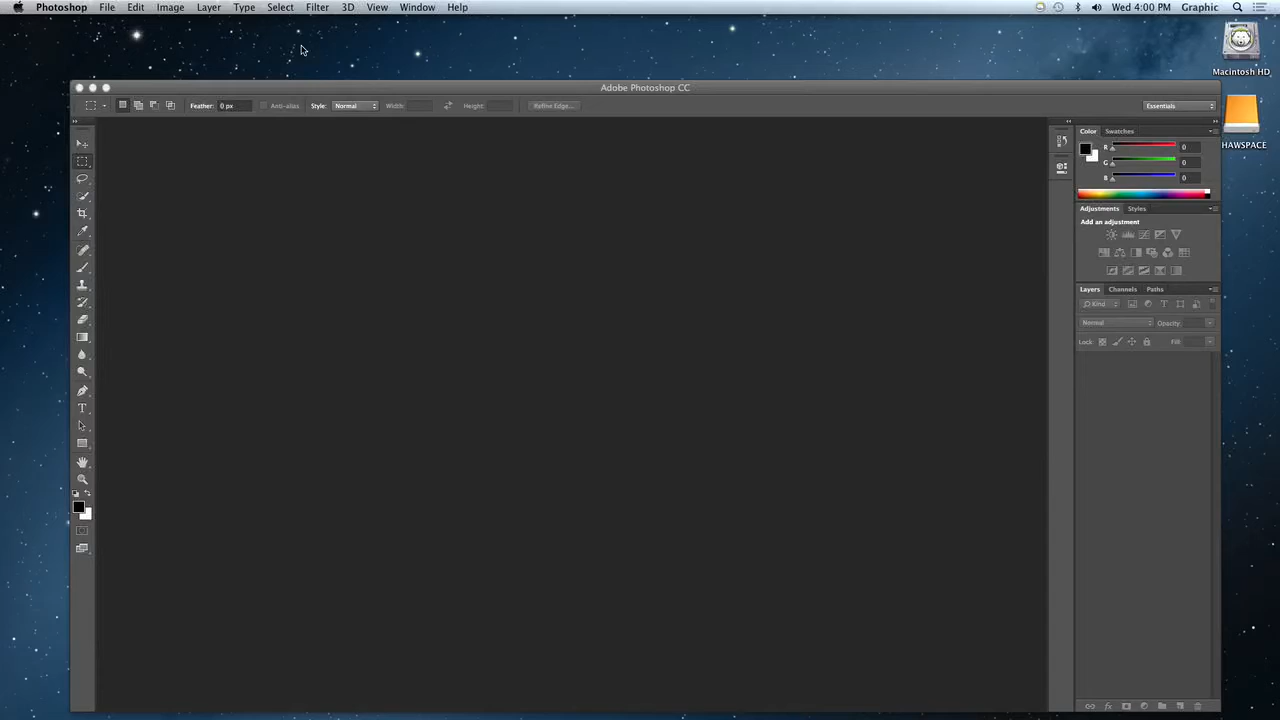 Photoshop File Edit Image Layer Type Select Filter 3D View Window Help Wed 4:00 PM Graphic
Macintosh HD
Adobe Photoshop CC
Feather: 0 px Anti-alias Style: Normal Width: Height: Refine Edge... Essentials
Color Swatches
HAWSPACE
R 0
G 0
B 0
Adjustments Styles
Add an adjustment
Layers Channels Paths
Kind T
Normal Opacity:
Lock: Fill:
T
fx